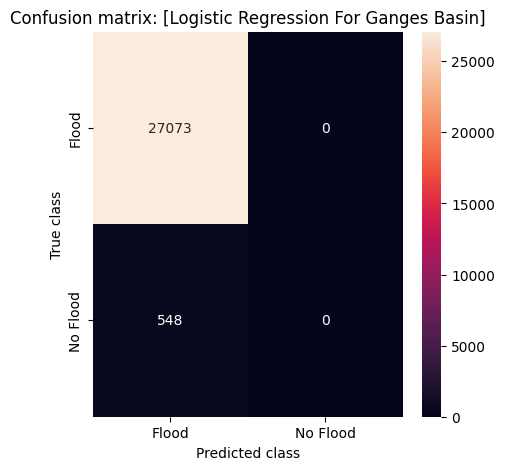 Confusion matrix: [Logistic Regression For Ganges Basin]
True class
Flood
27073
0
No Flood
548
0
Flood
No Flood
Predicted class
25000
20000
15000
10000
5000
0